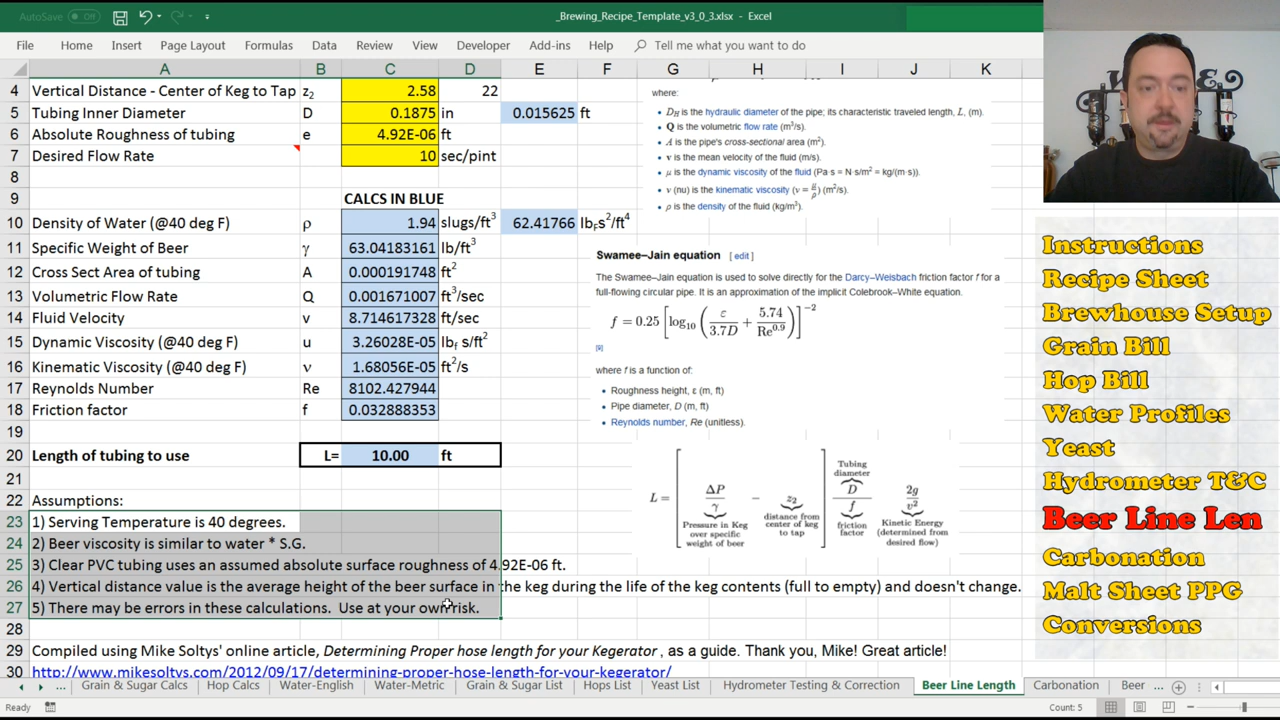 AutoSave Off
_Brewing_Recipe_Template_v3_0_3.xlsx - Excel
File Home Insert Page Layout Formulas Data Review View Developer Add-ins Help Tell me what you want to do
A B C D E F G H I J K
4 Vertical Distance - Center of Keg to Tap z2 2.58 22
where:
5 Tubing Inner Diameter D 0.1875 in 0.015625 ft
• DH is the hydraulic diameter of the pipe; its characteristic traveled length, L, (m).
6 Absolute Roughness of tubing e 4.92E-06 ft
• Q is the volumetric flow rate (m³/s).
• A is the pipe's cross-sectional area (m²).
7 Desired Flow Rate 10 sec/pint
• v is the mean velocity of the fluid (m/s).
8
• μ is the dynamic viscosity of the fluid (Pa·s = N·s/m² = kg/(m·s)).
9 CALCS IN BLUE
• ν (nu) is the kinematic viscosity (ν = μ/ρ) (m²/s).
• ρ is the density of the fluid (kg/m³).
10 Density of Water (@40 deg F) ρ 1.94 slugs/ft³ 62.41766 lbfs²/ft⁴
11 Specific Weight of Beer γ 63.04183161 lb/ft³
Swamee–Jain equation [ edit ]
12 Cross Sect Area of tubing A 0.000191748 ft²
The Swamee–Jain equation is used to solve directly for the Darcy–Weisbach friction factor f for a
full-flowing circular pipe. It is an approximation of the implicit Colebrook–White equation.
13 Volumetric Flow Rate Q 0.001671007 ft³/sec
14 Fluid Velocity v 8.714617328 ft/sec
f = 0.25 [log10 (ε/3.7D + 5.74/Re^0.9)]^−2
15 Dynamic Viscosity (@40 deg F) u 3.26028E-05 lbf s/ft²
[9]
16 Kinematic Viscosity (@40 deg F) ν 1.68056E-05 ft²/s
where f is a function of:
17 Reynolds Number Re 8102.427944
• Roughness height, ε (m, ft)
18 Friction factor f 0.032888353
• Pipe diameter, D (m, ft)
• Reynolds number, Re (unitless).
19
20 Length of tubing to use L= 10.00 ft
21
L = [ΔP/γ − z2] D/f 2g/v²
Pressure in Keg over specific weight of beer
distance from center of keg to tap
Tubing diameter
friction factor
Kinetic Energy (determined from desired flow)
22 Assumptions:
23 1) Serving Temperature is 40 degrees.
24 2) Beer viscosity is similar to water * S.G.
25 3) Clear PVC tubing uses an assumed absolute surface roughness of 4.92E-06 ft.
26 4) Vertical distance value is the average height of the beer surface in the keg during the life of the keg contents (full to empty) and doesn't change.
27 5) There may be errors in these calculations. Use at your own risk.
28
29 Compiled using Mike Soltys' online article, Determining Proper hose length for your Kegerator , as a guide. Thank you, Mike! Great article!
30 http://www.mikesoltys.com/2012/09/17/determining-proper-hose-length-for-your-kegerator/
... Grain & Sugar Calcs Hop Calcs Water-English Water-Metric Grain & Sugar List Hops List Yeast List Hydrometer Testing & Correction Beer Line Length Carbonation Beer ...
Ready
Count: 5
Instructions
Recipe Sheet
Brewhouse Setup
Grain Bill
Hop Bill
Water Profiles
Yeast
Hydrometer T&C
Beer Line Len
Carbonation
Malt Sheet PPG
Conversions